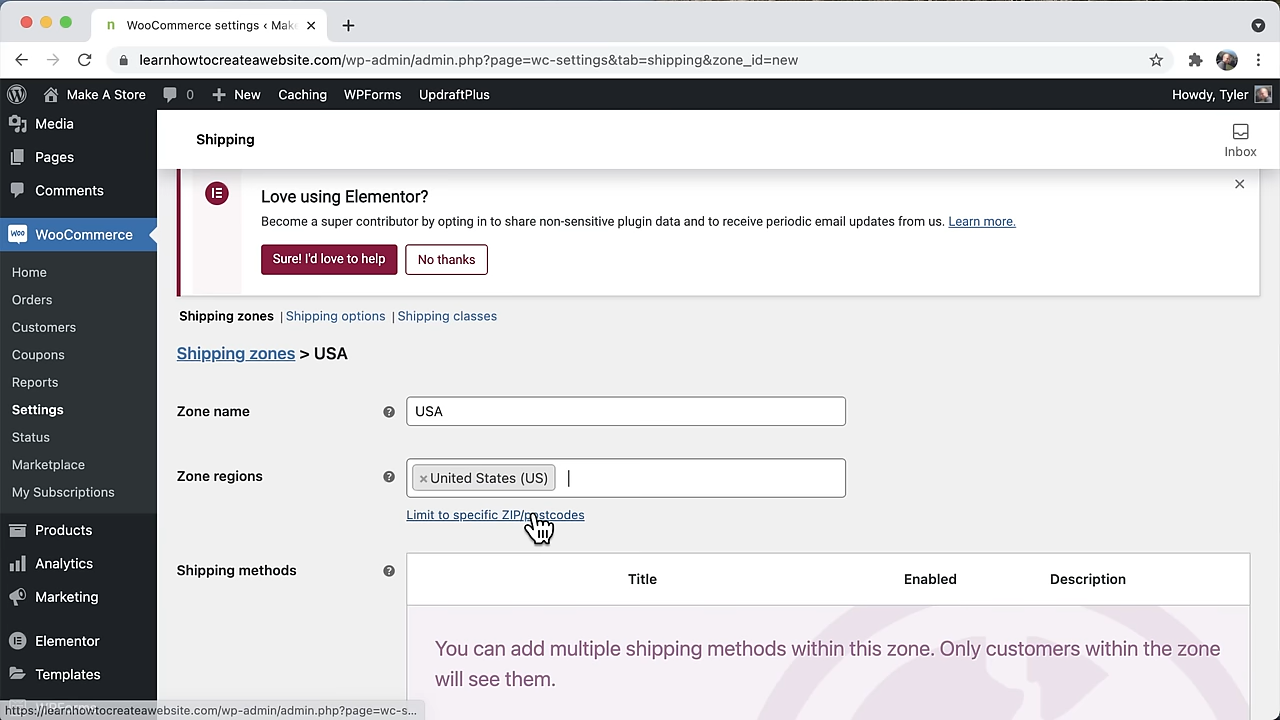 WooCommerce settings ‹ Make
learnhowtocreateawebsite.com/wp-admin/admin.php?page=wc-settings&tab=shipping&zone_id=new
Make A Store
0
New
Caching
WPForms
UpdraftPlus
Howdy, Tyler
Media
Pages
Comments
WooCommerce
Home
Orders
Customers
Coupons
Reports
Settings
Status
Marketplace
My Subscriptions
Products
Analytics
Marketing
Elementor
Templates
https://learnhowtocreateawebsite.com/wp-admin/admin.php?page=wc-s...
Shipping
Inbox
Love using Elementor?
Become a super contributor by opting in to share non-sensitive plugin data and to receive periodic email updates from us. Learn more.
Sure! I'd love to help
No thanks
Shipping zones | Shipping options | Shipping classes
Shipping zones > USA
Zone name
USA
Zone regions
× United States (US)
Limit to specific ZIP/postcodes
Shipping methods
Title
Enabled
Description
You can add multiple shipping methods within this zone. Only customers within the zone
will see them.